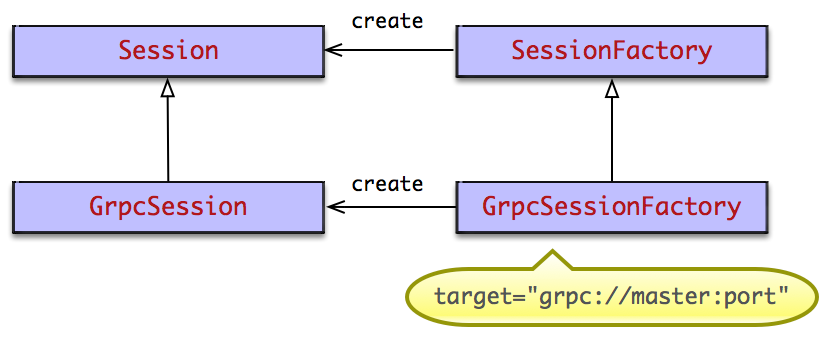 create
Session
SessionFactory
create
GrpcSession
GrpcSessionFactory
target="grpc://master:port"